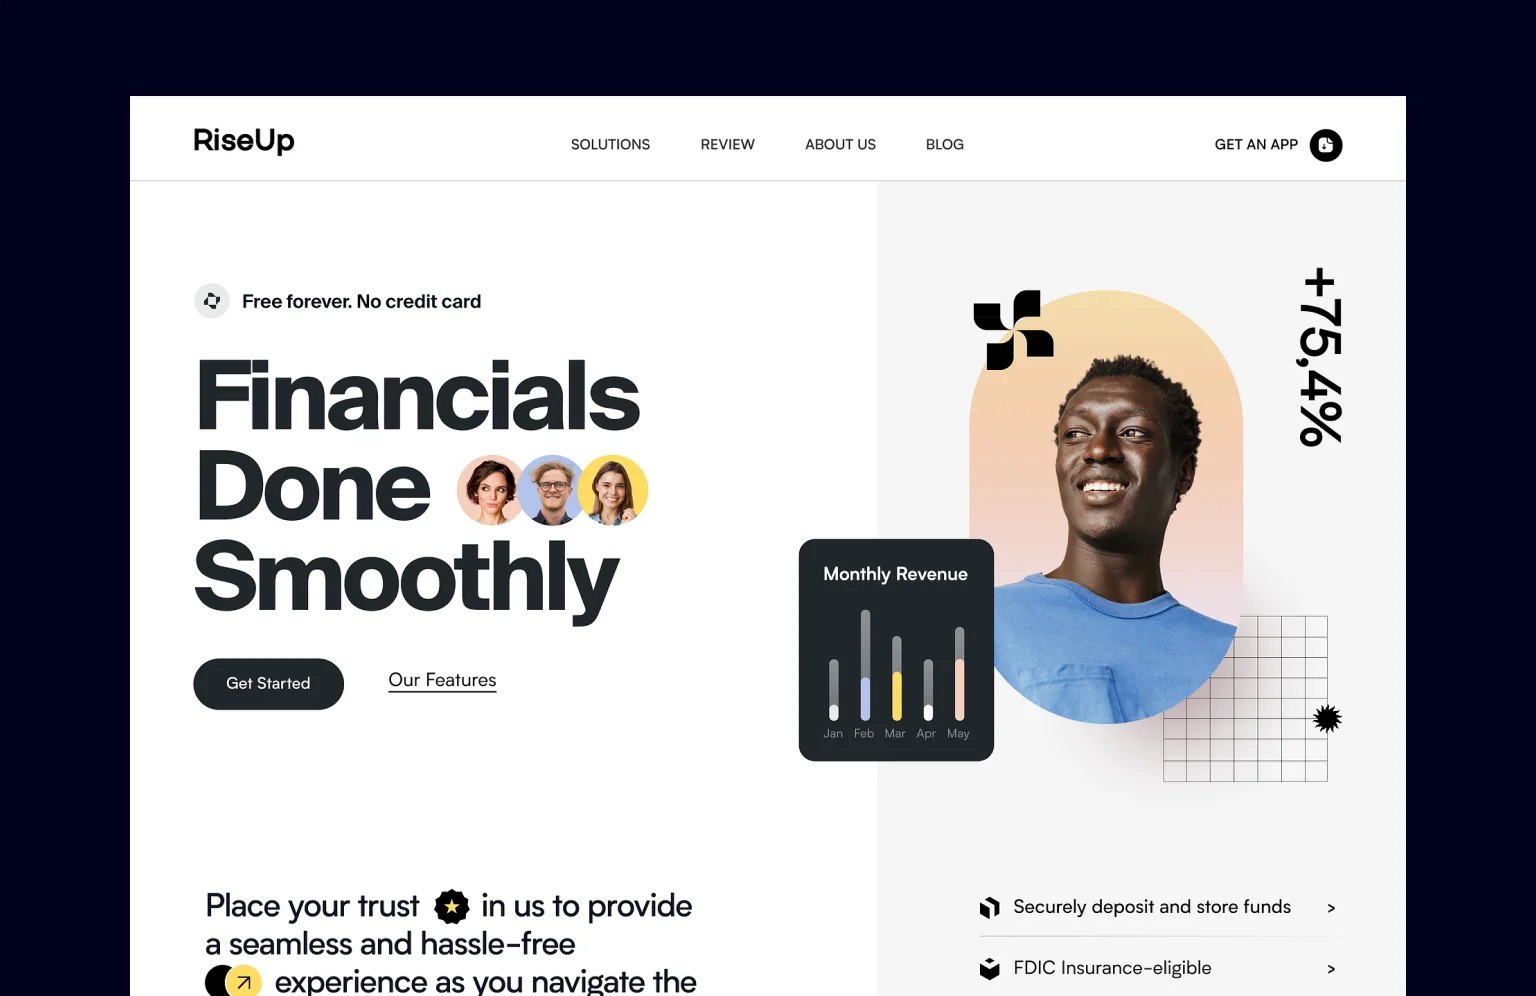 RiseUp
SOLUTIONS
REVIEW
ABOUT US
BLOG
GET AN APP
Free forever. No credit card
Financials
Done
Smoothly
Get Started
Our Features
+75,4%
Monthly Revenue
Jan Feb Mar Apr May
Place your trust in us to provide
a seamless and hassle-free
experience as you navigate the
Securely deposit and store funds >
FDIC Insurance-eligible >